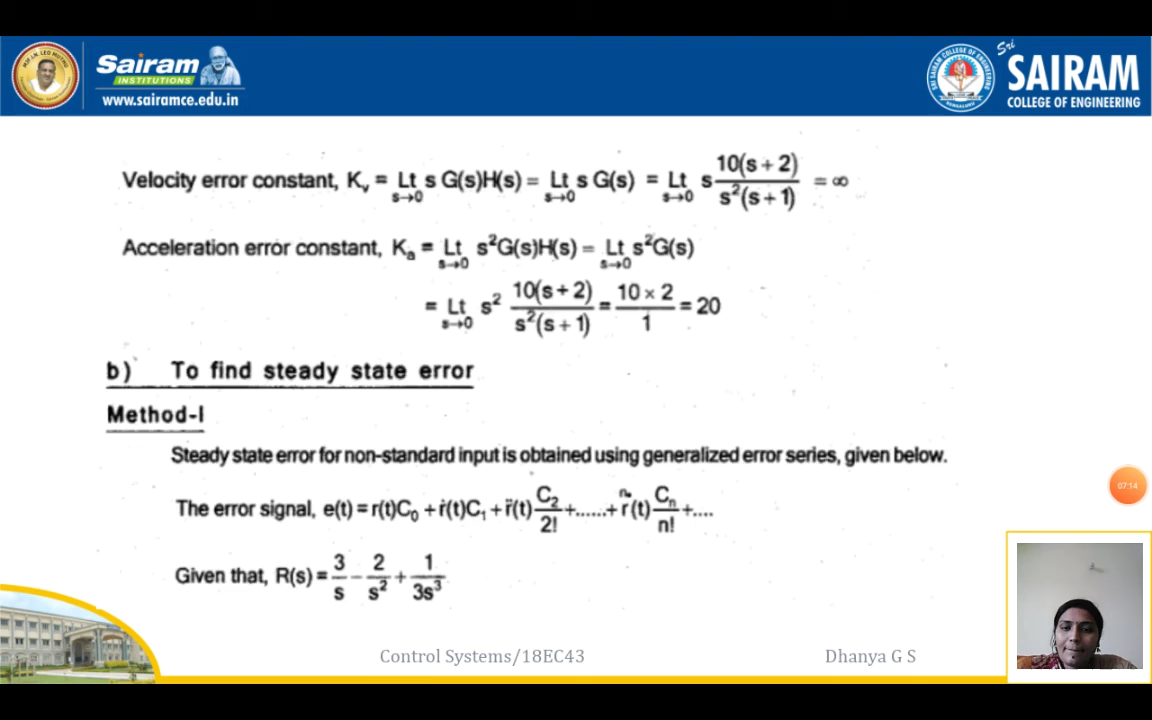 Sairam
INSTITUTIONS
www.sairamce.edu.in
Sri
SAIRAM
COLLEGE OF ENGINEERING
Velocity error constant, Kᵥ = Lt s→0 s G(s)H(s) = Lt s→0 s G(s) = Lt s→0 s 10(s + 2) / s²(s + 1) = ∞
Acceleration error constant, Kₐ = Lt s→0 s²G(s)H(s) = Lt s→0 s²G(s)
= Lt s→0 s² 10(s + 2) / s²(s + 1) = 10 × 2 / 1 = 20
b) To find steady state error
Method-I
Steady state error for non-standard input is obtained using generalized error series, given below.
The error signal, e(t) = r(t)C₀ + ṙ(t)C₁ + r̈(t) C₂/2! +......+ r(t) Cₙ/n! +....
Given that, R(s) = 3/s − 2/s² + 1/3s³
07:14
Control Systems/18EC43
Dhanya G S